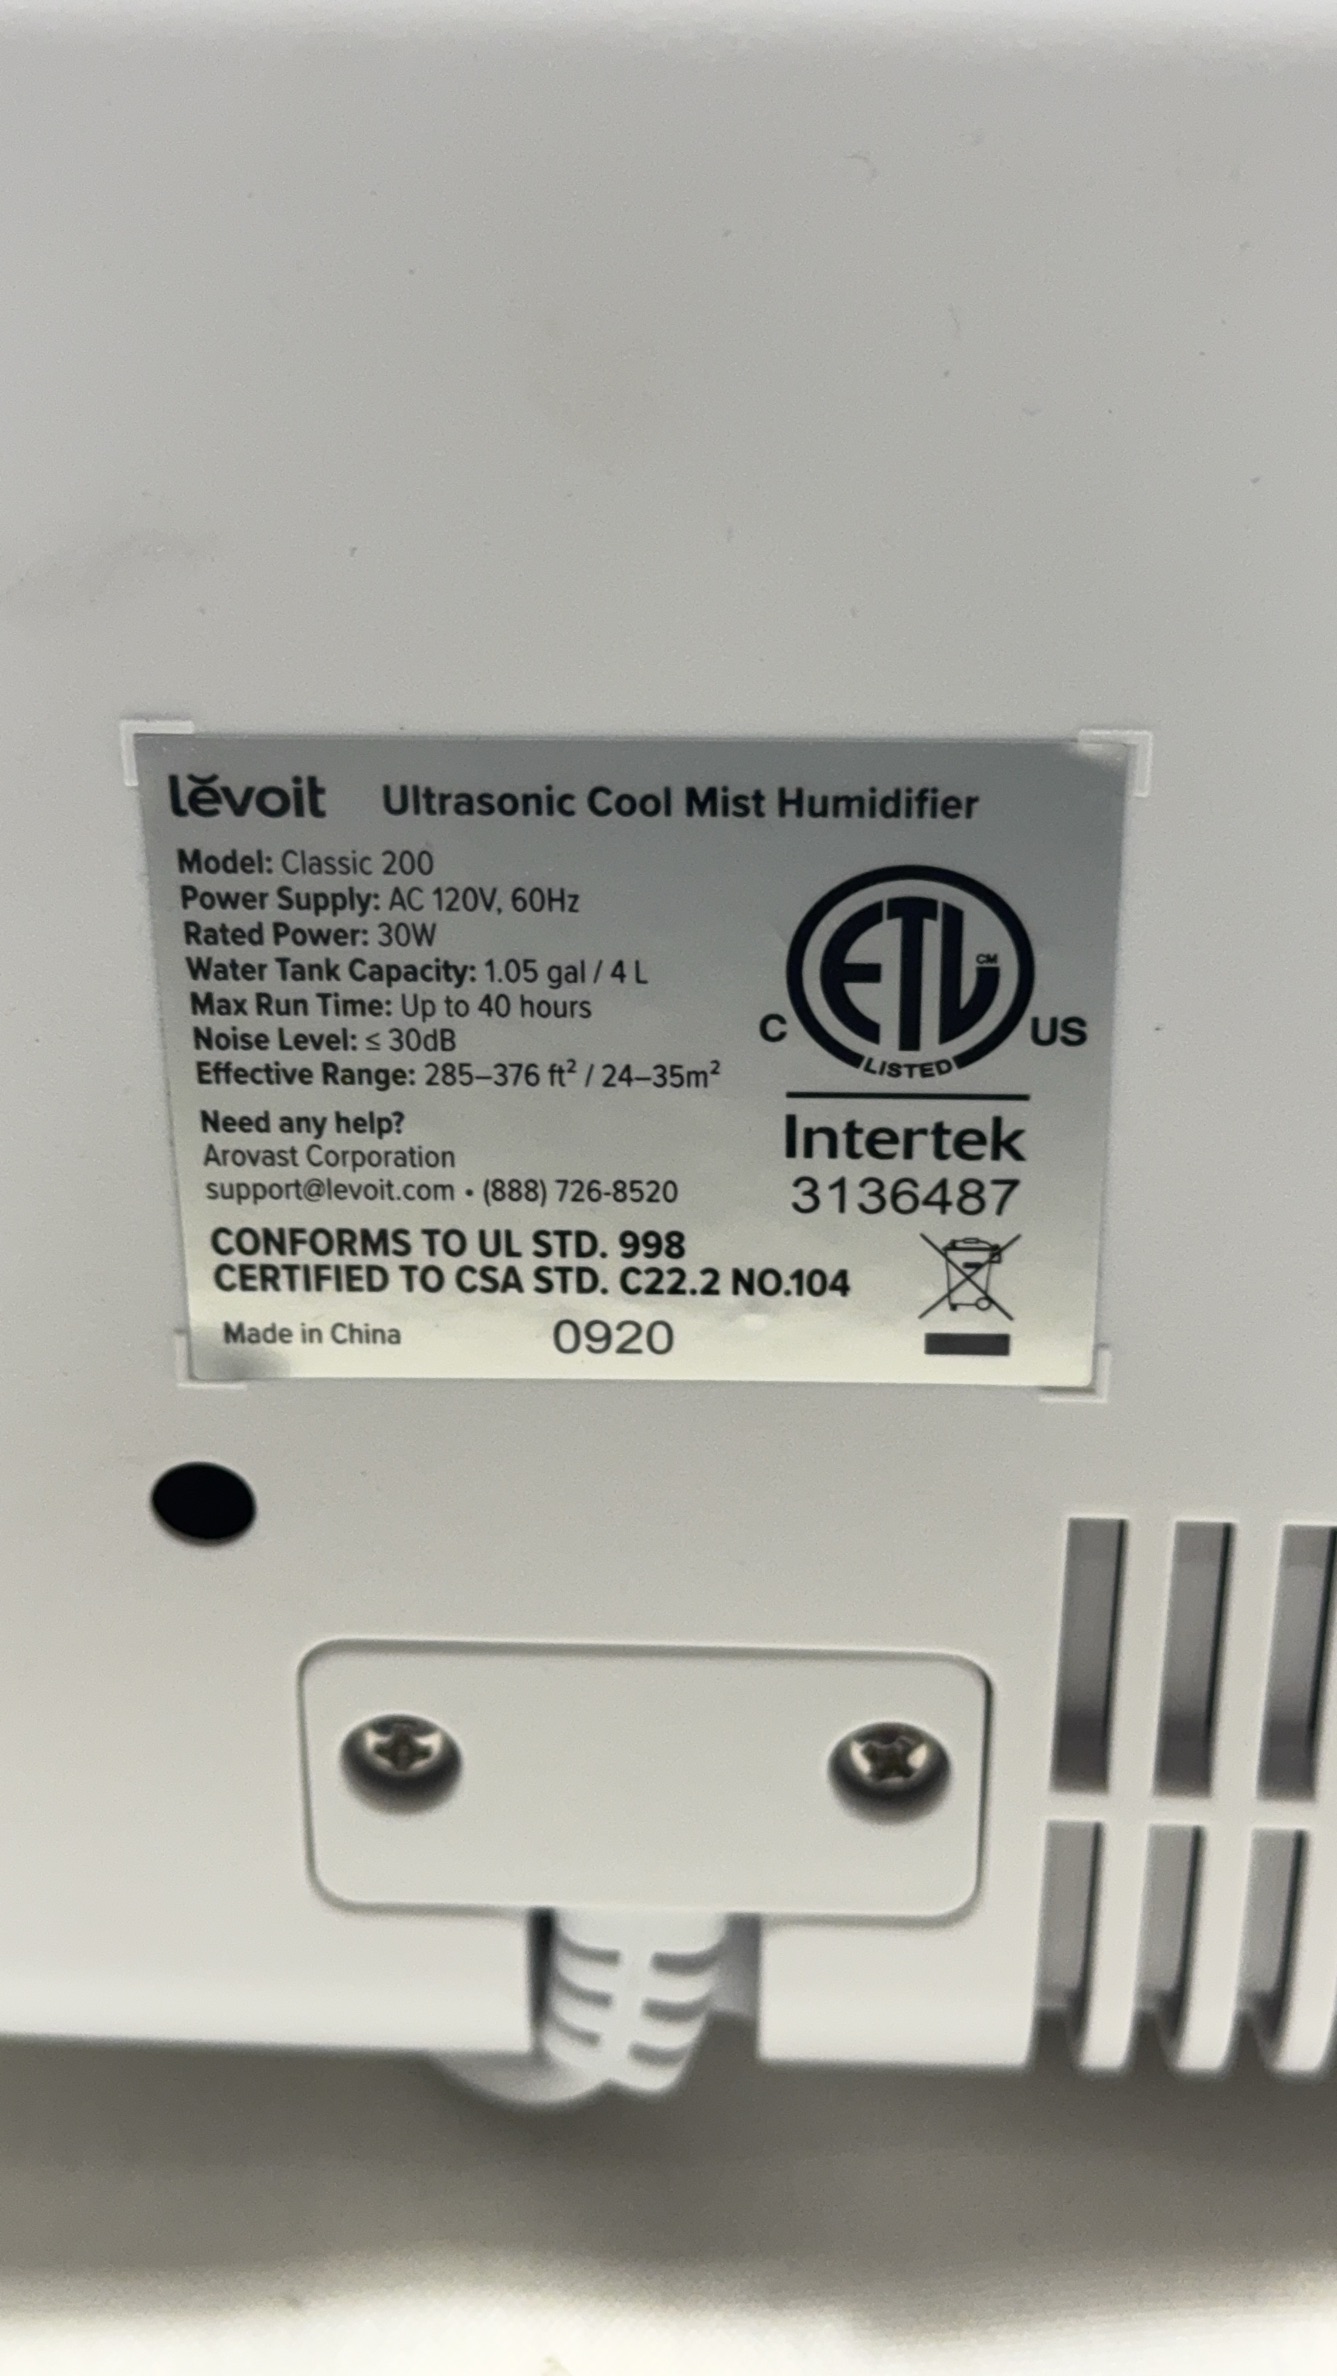 lĕvoit Ultrasonic Cool Mist Humidifier
Model: Classic 200
Power Supply: AC 120V, 60Hz
Rated Power: 30W
Water Tank Capacity: 1.05 gal / 4 L
Max Run Time: Up to 40 hours
Noise Level: ≤ 30dB
Effective Range: 285–376 ft² / 24–35m²
Need any help?
Arovast Corporation
support@levoit.com • (888) 726-8520
CONFORMS TO UL STD. 998
CERTIFIED TO CSA STD. C22.2 NO.104
Made in China 0920
ETL CM
C US
LISTED
Intertek
3136487